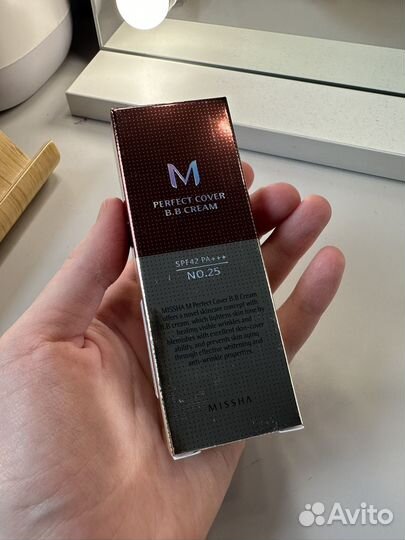 M
PERFECT COVER
B.B CREAM
SPF42 PA+++
NO.25
MISSHA M Perfect Cover B.B Cream
offers a novel skincare concept with
B.B cream, which lightens skin tone by
healing visible wrinkles and
blemishes with excellent skin-cover
ability, and prevents skin aging
through effective whitening and
anti-wrinkle properties.
MISSHA
Avito